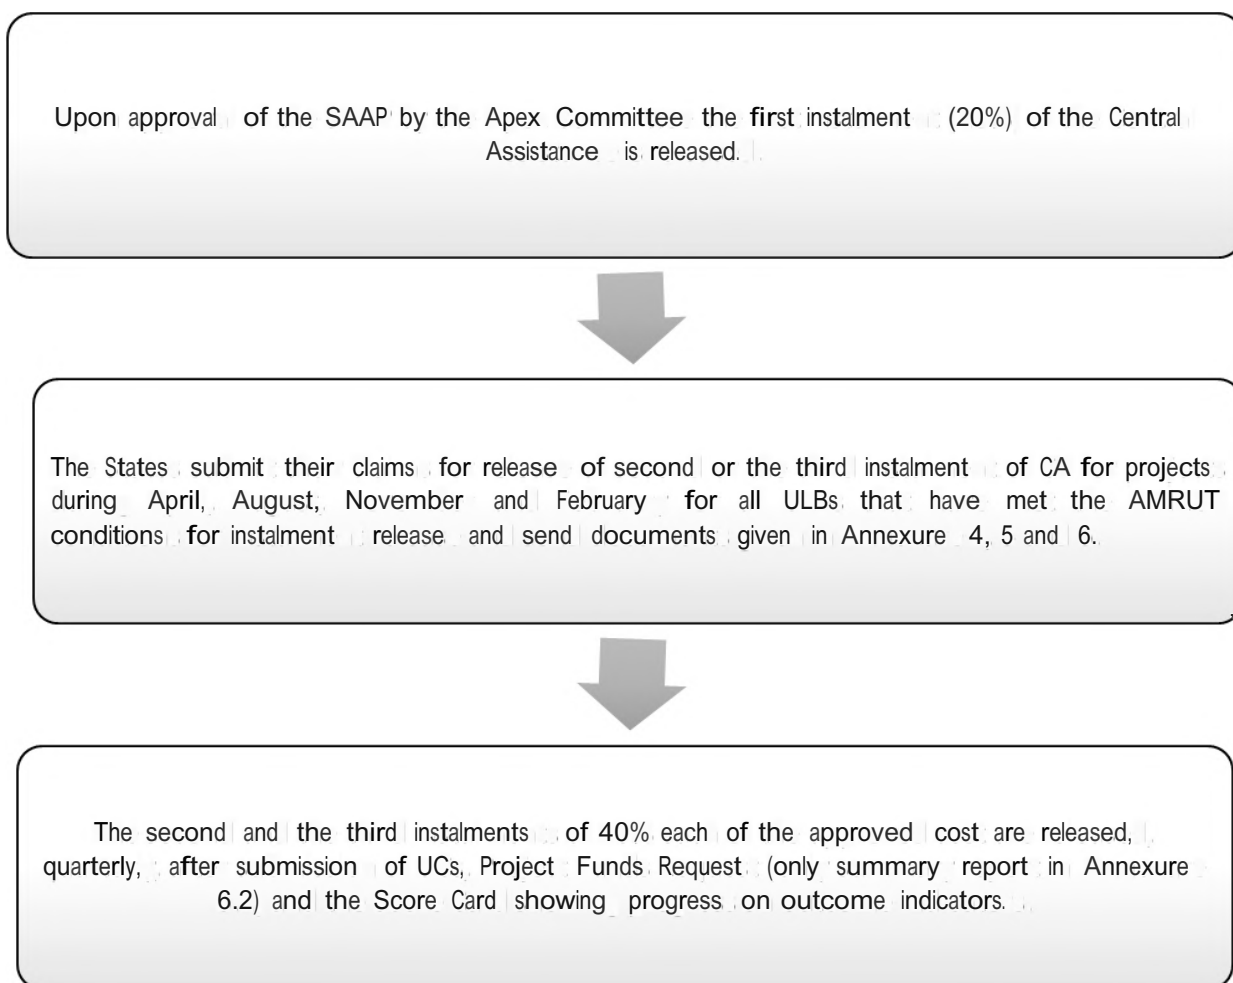 Upon approval of the SAAP by the Apex Committee the first instalment (20%) of the Central
Assistance is released.
The States submit their claims for release of second or the third instalment of CA for projects
during April, August, November and February for all ULBs that have met the AMRUT
conditions for instalment release and send documents given in Annexure 4, 5 and 6.
The second and the third instalments of 40% each of the approved cost are released,
quarterly, after submission of UCs, Project Funds Request (only summary report in Annexure
6.2) and the Score Card showing progress on outcome indicators.